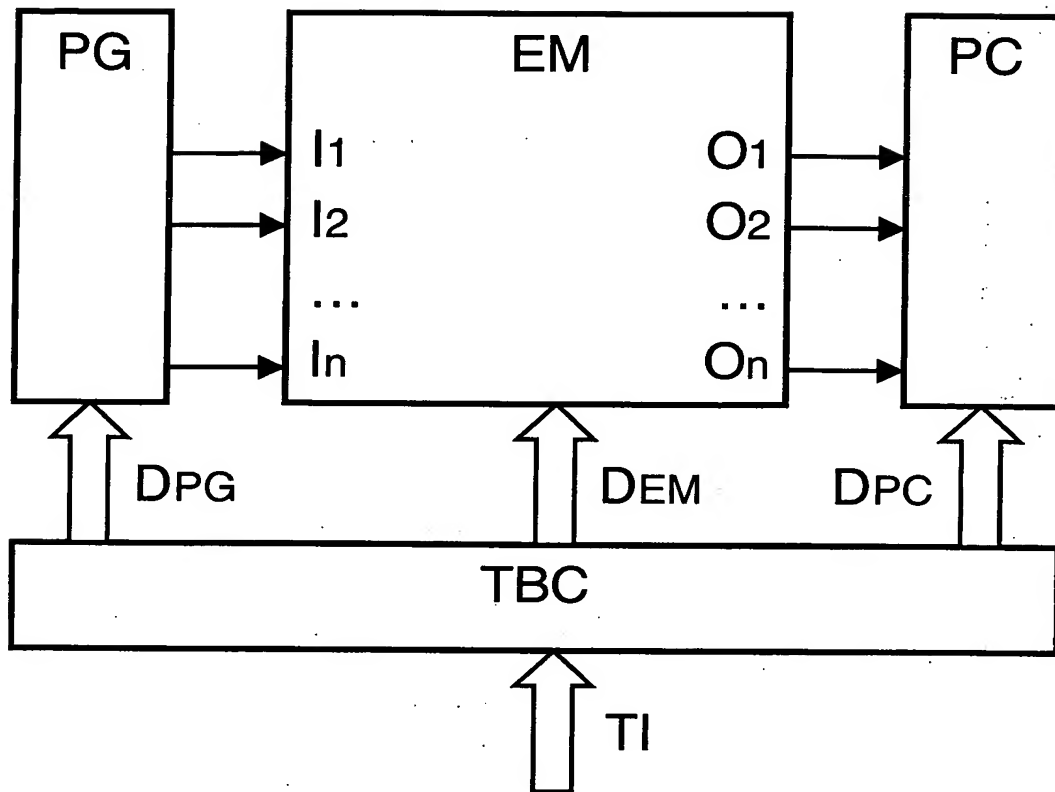 PG EM PC
I1 O1
I2 O2
... ...
In On
DPG DEM DPC
TBC
TI